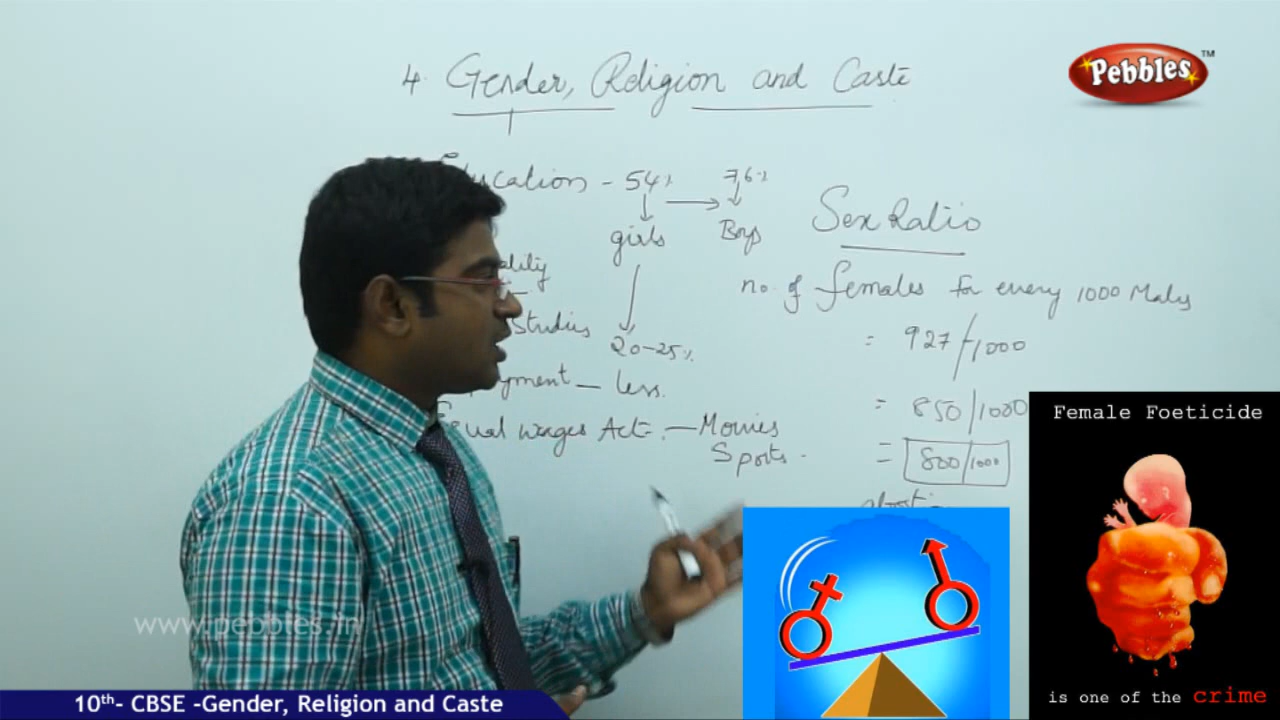 Pebbles™
4. Gender, Religion and Caste
Education - 54% 76%
girls Boys
Sex Ratio
no. of females for every 1000 Males
Studies 20-25%
= 927/1000
less.
= 850/1000
wages Act. - Movies
Sports.
= 800/1000
Female Foeticide
is one of the crime
www.pebbles.in
10th- CBSE -Gender, Religion and Caste